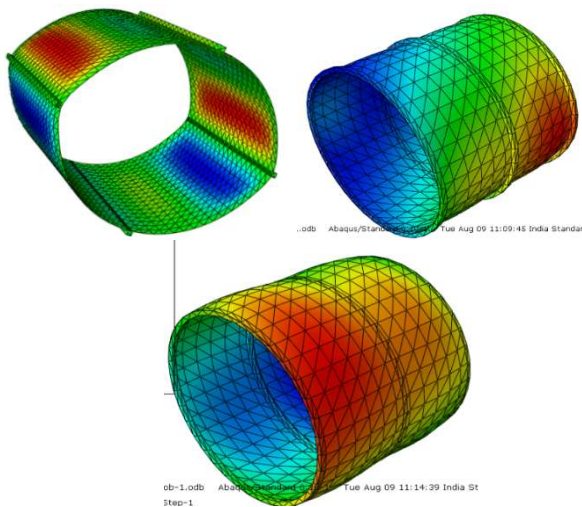 ..odb Abaqus/Standard Tue Aug 09 11:09:45 India Standar
ob-1.odb Abaqus/Standard Tue Aug 09 11:14:39 India St
Step-1